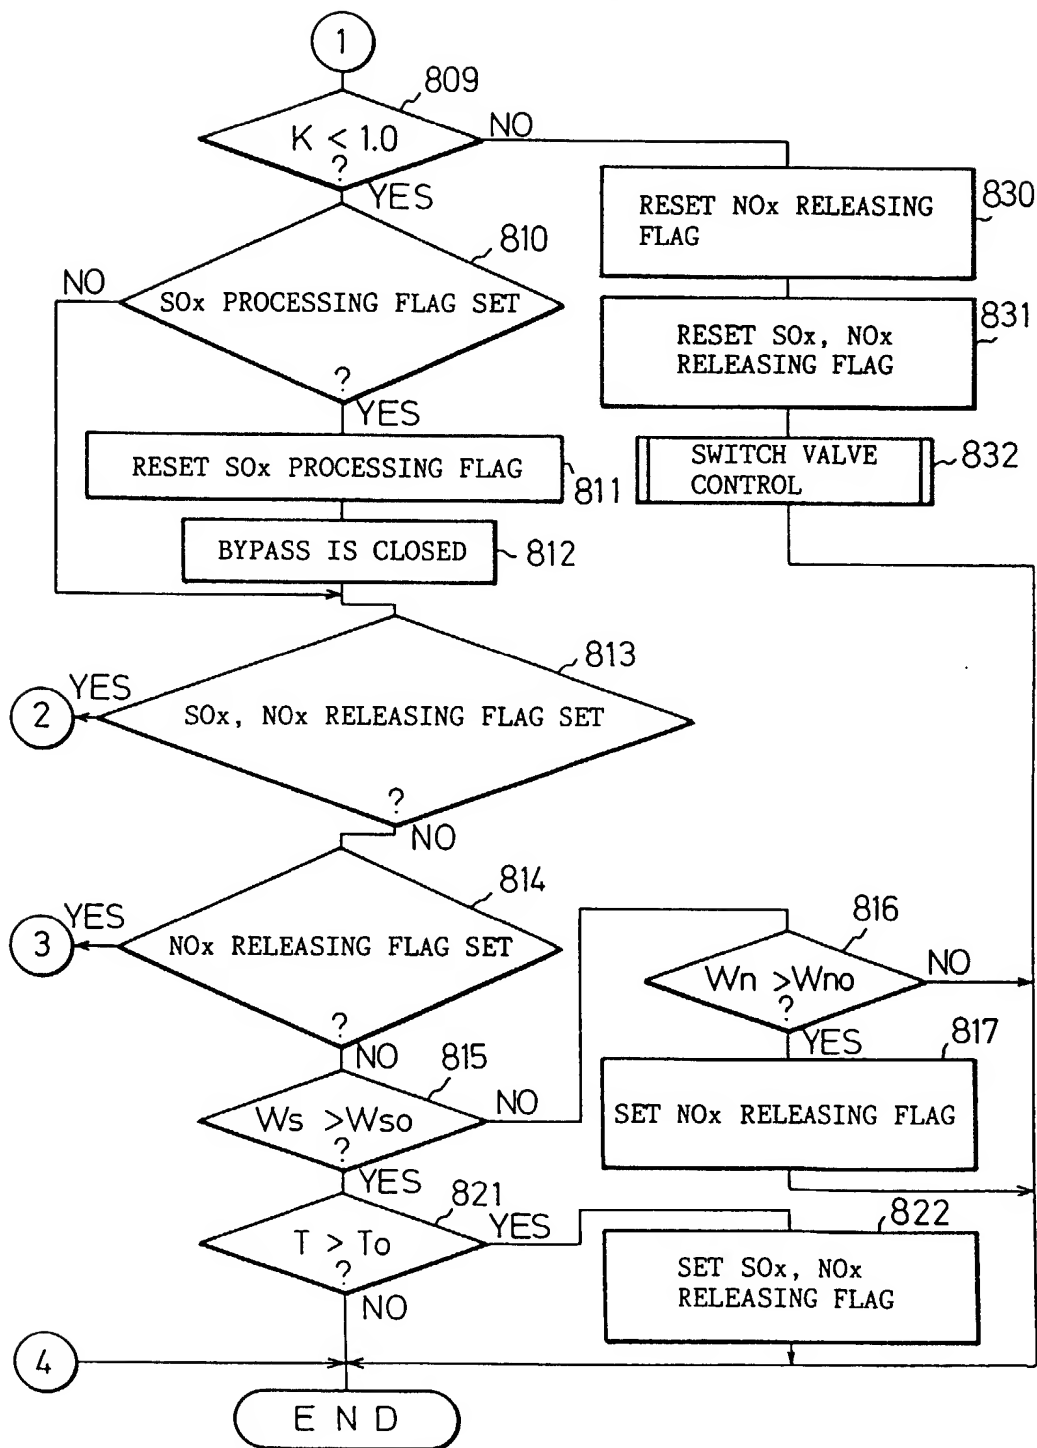 1
809
K < 1.0
?
NO
YES
830
RESET NOx RELEASING
FLAG
810
NO
SOx PROCESSING FLAG SET
?
YES
831
RESET SOx, NOx
RELEASING FLAG
RESET SOx PROCESSING FLAG
811
SWITCH VALVE
CONTROL
832
BYPASS IS CLOSED
812
813
YES
2
SOx, NOx RELEASING FLAG SET
?
NO
814
YES
3
NOx RELEASING FLAG SET
?
NO
816
Wn >Wno
?
NO
YES
815
Ws >Wso
?
NO
YES
817
SET NOx RELEASING FLAG
821
T > To
?
YES
NO
822
SET SOx, NOx
RELEASING FLAG
4
END